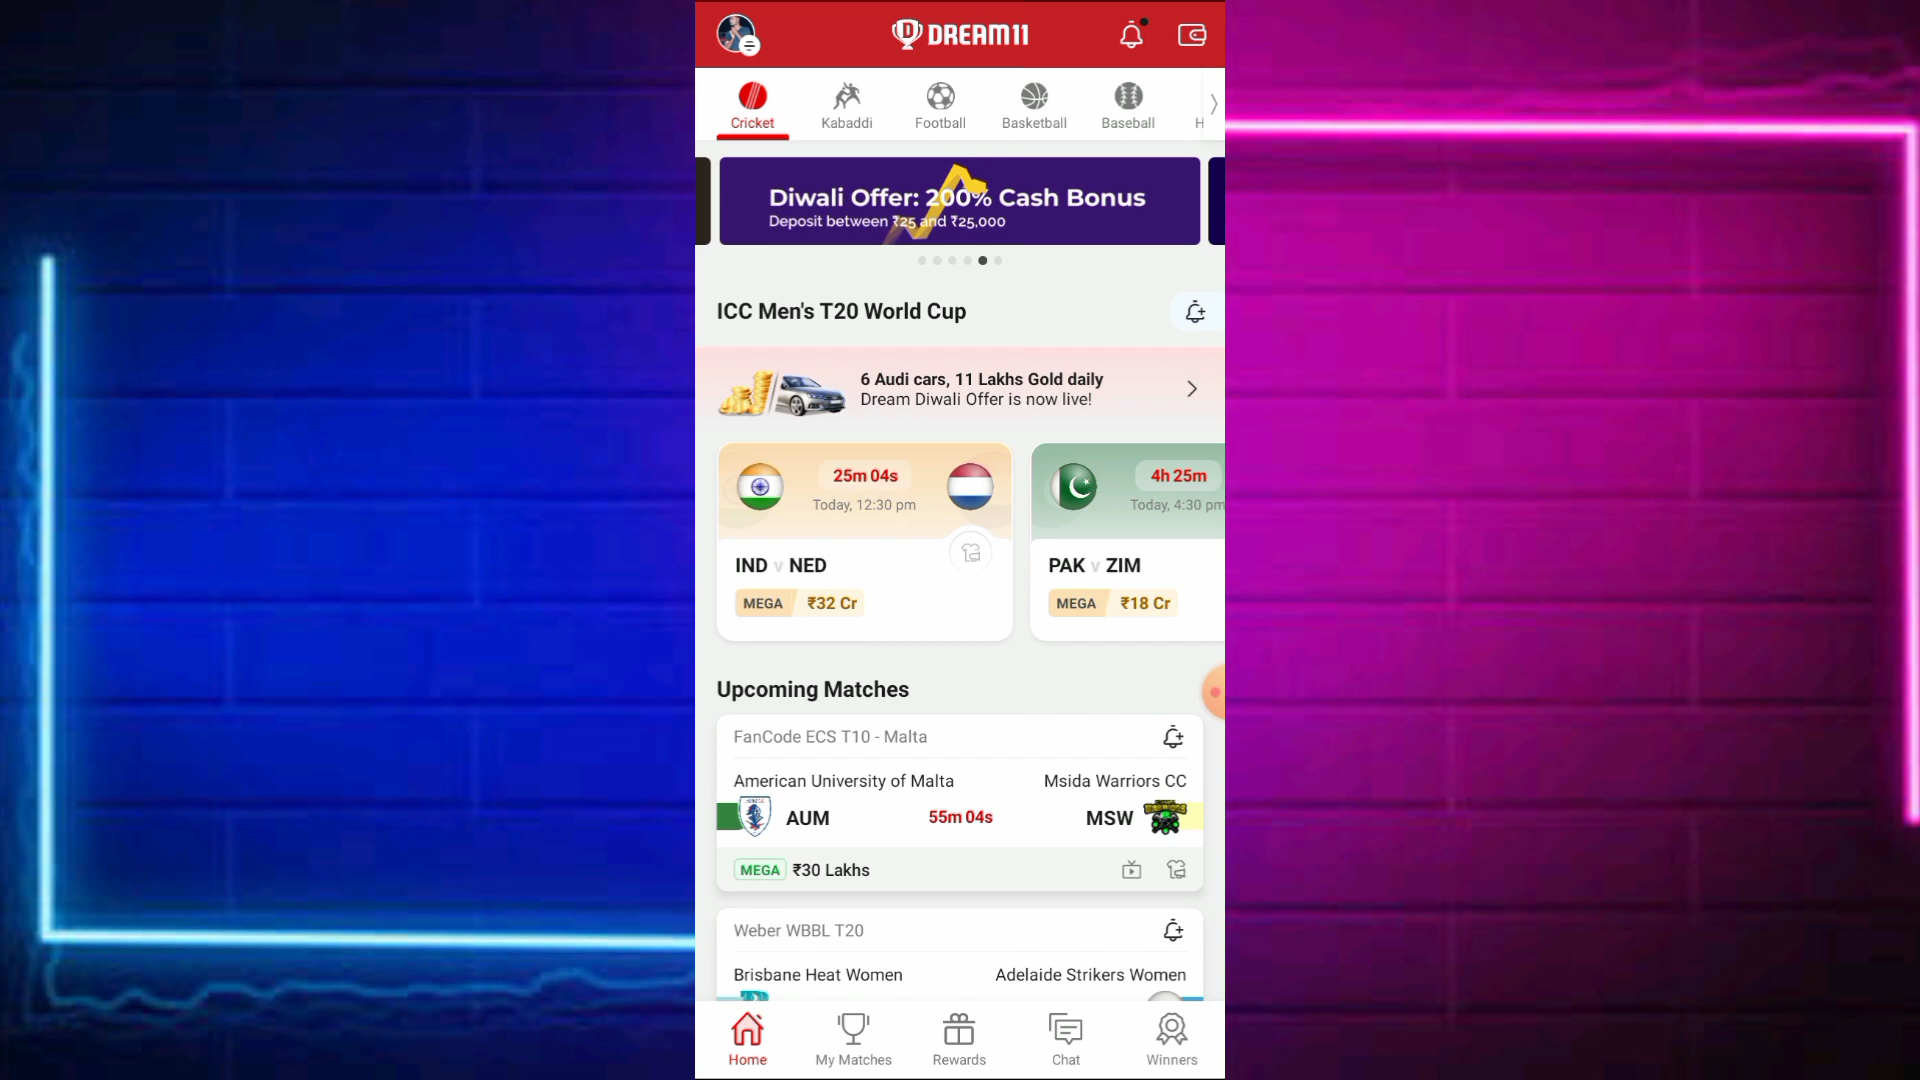 DREAM11
Cricket
Kabaddi
Football
Basketball
Baseball
H
Diwali Offer: 200% Cash Bonus
Deposit between ₹25 and ₹25,000
ICC Men's T20 World Cup
6 Audi cars, 11 Lakhs Gold daily
Dream Diwali Offer is now live!
25m 04s
Today, 12:30 pm
IND v NED
MEGA ₹32 Cr
4h 25m
Today, 4:30 pm
PAK v ZIM
MEGA ₹18 Cr
Upcoming Matches
FanCode ECS T10 - Malta
American University of Malta
Msida Warriors CC
AUM
55m 04s
MSW
MEGA ₹30 Lakhs
Weber WBBL T20
Brisbane Heat Women
Adelaide Strikers Women
Home
My Matches
Rewards
Chat
Winners